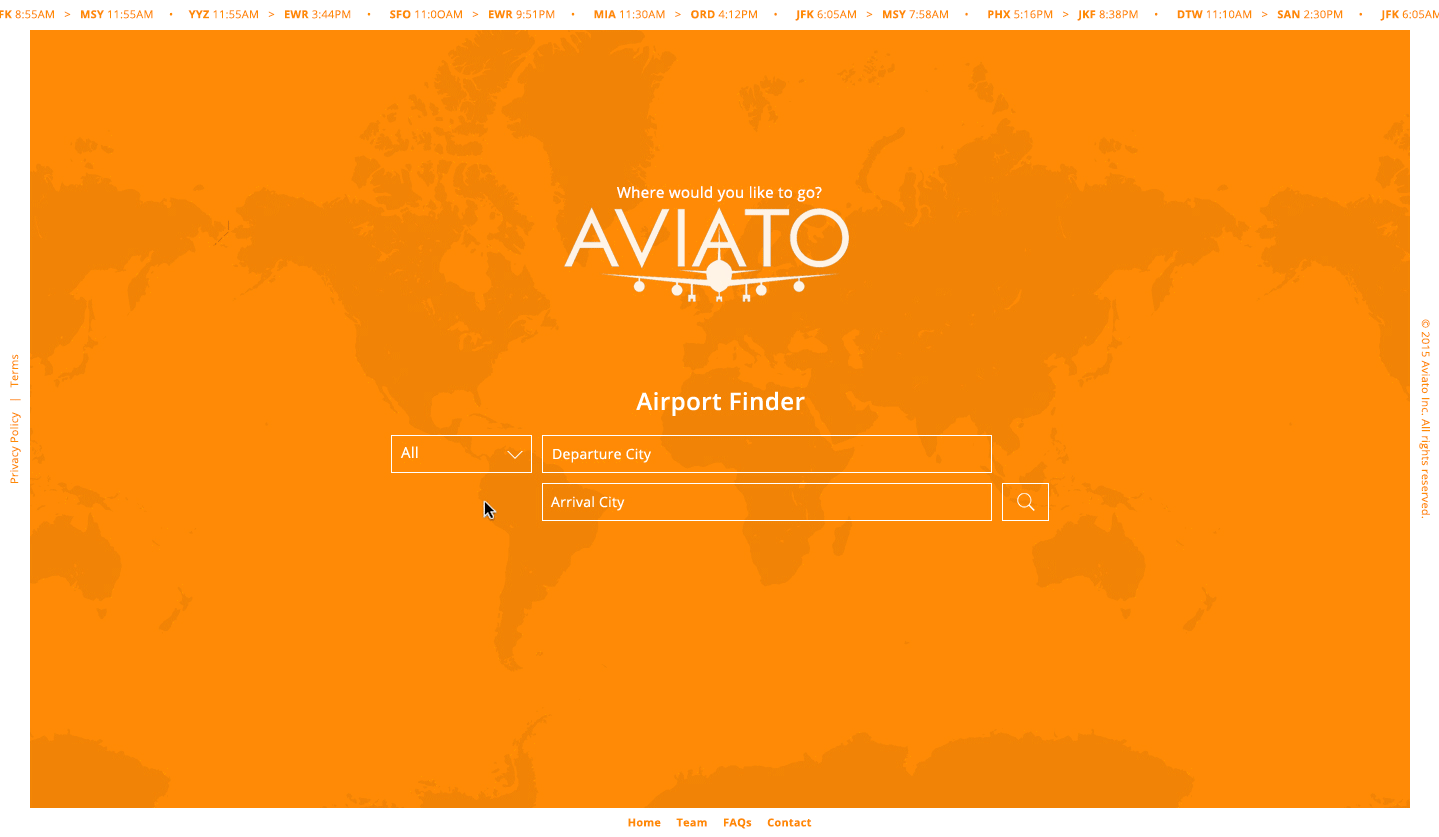 FK 8:55AM > MSY 11:55AM • YYZ 11:55AM > EWR 3:44PM • SFO 11:0OAM > EWR 9:51PM • MIA 11:30AM > ORD 4:12PM • JFK 6:05AM > MSY 7:58AM • PHX 5:16PM > JKF 8:38PM • DTW 11:10AM > SAN 2:30PM • JFK 6:05AM
Where would you like to go?
AVIATO
Airport Finder
All
Departure City
Arrival City
Privacy Policy | Terms
© 2015 Aviato Inc. All rights reserved.
Home Team FAQs Contact